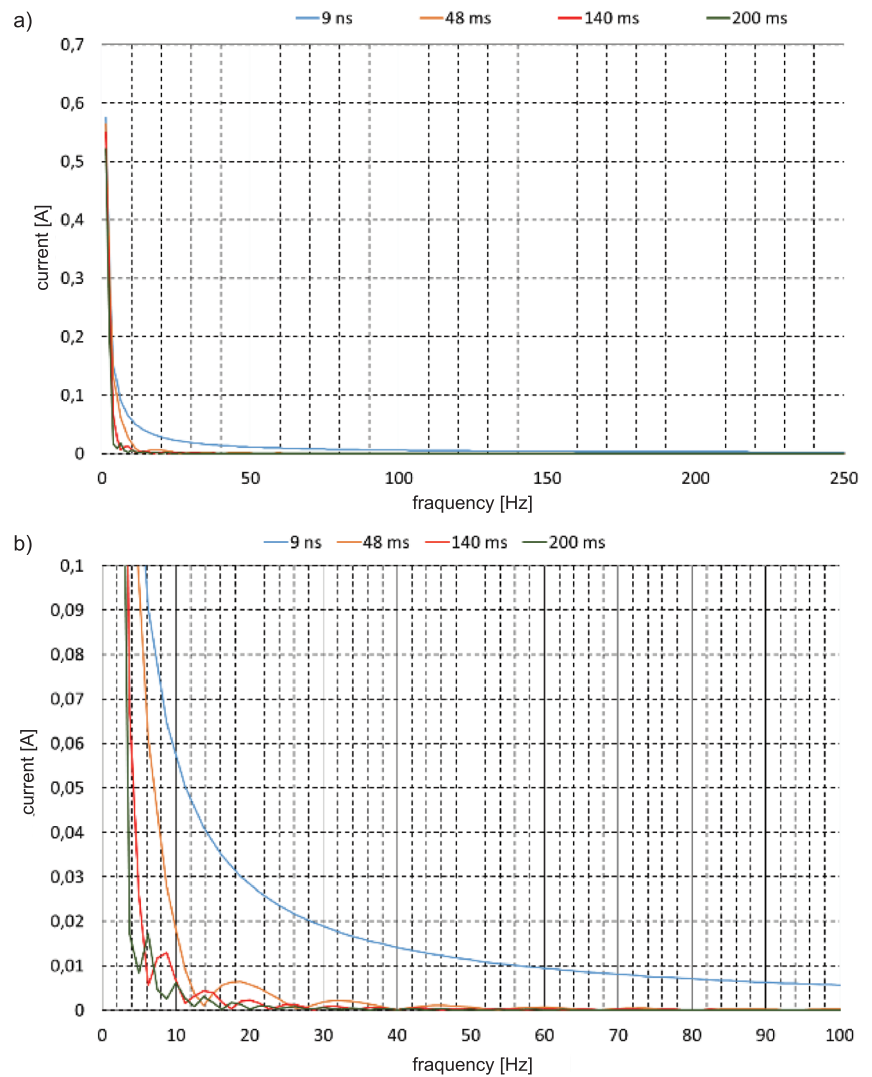 a)
9 ns 48 ms 140 ms 200 ms
0,7
0,6
0,5
0,4
0,3
0,2
0,1
0
current [A]
0 50 100 150 200 250
fraquency [Hz]
b)
9 ns 48 ms 140 ms 200 ms
0,1
0,09
0,08
0,07
0,06
0,05
0,04
0,03
0,02
0,01
0
current [A]
0 10 20 30 40 50 60 70 80 90 100
fraquency [Hz]